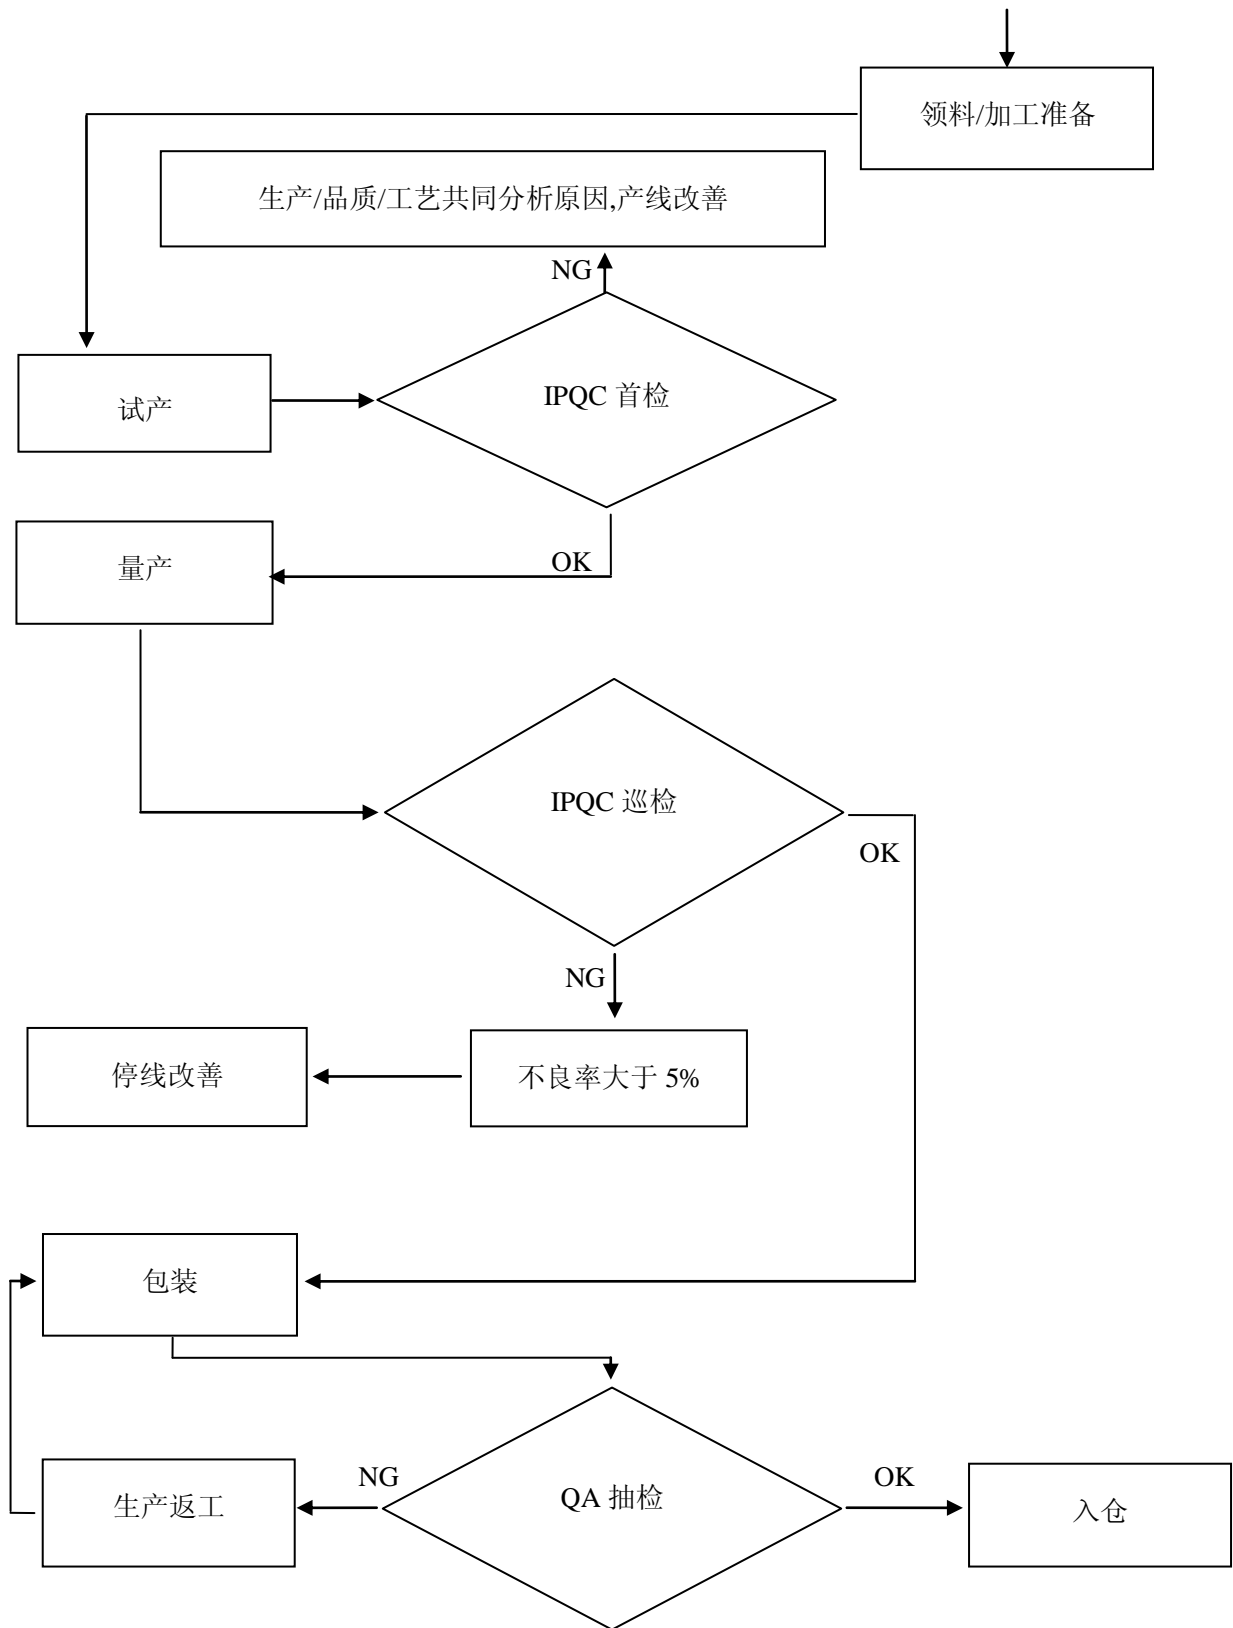 领料/加工准备
生产/品质/工艺共同分析原因,产线改善
NG
IPQC 首检
试产
OK
量产
IPQC 巡检
OK
NG
停线改善
不良率大于 5%
包装
NG
OK
生产返工
QA 抽检
入仓